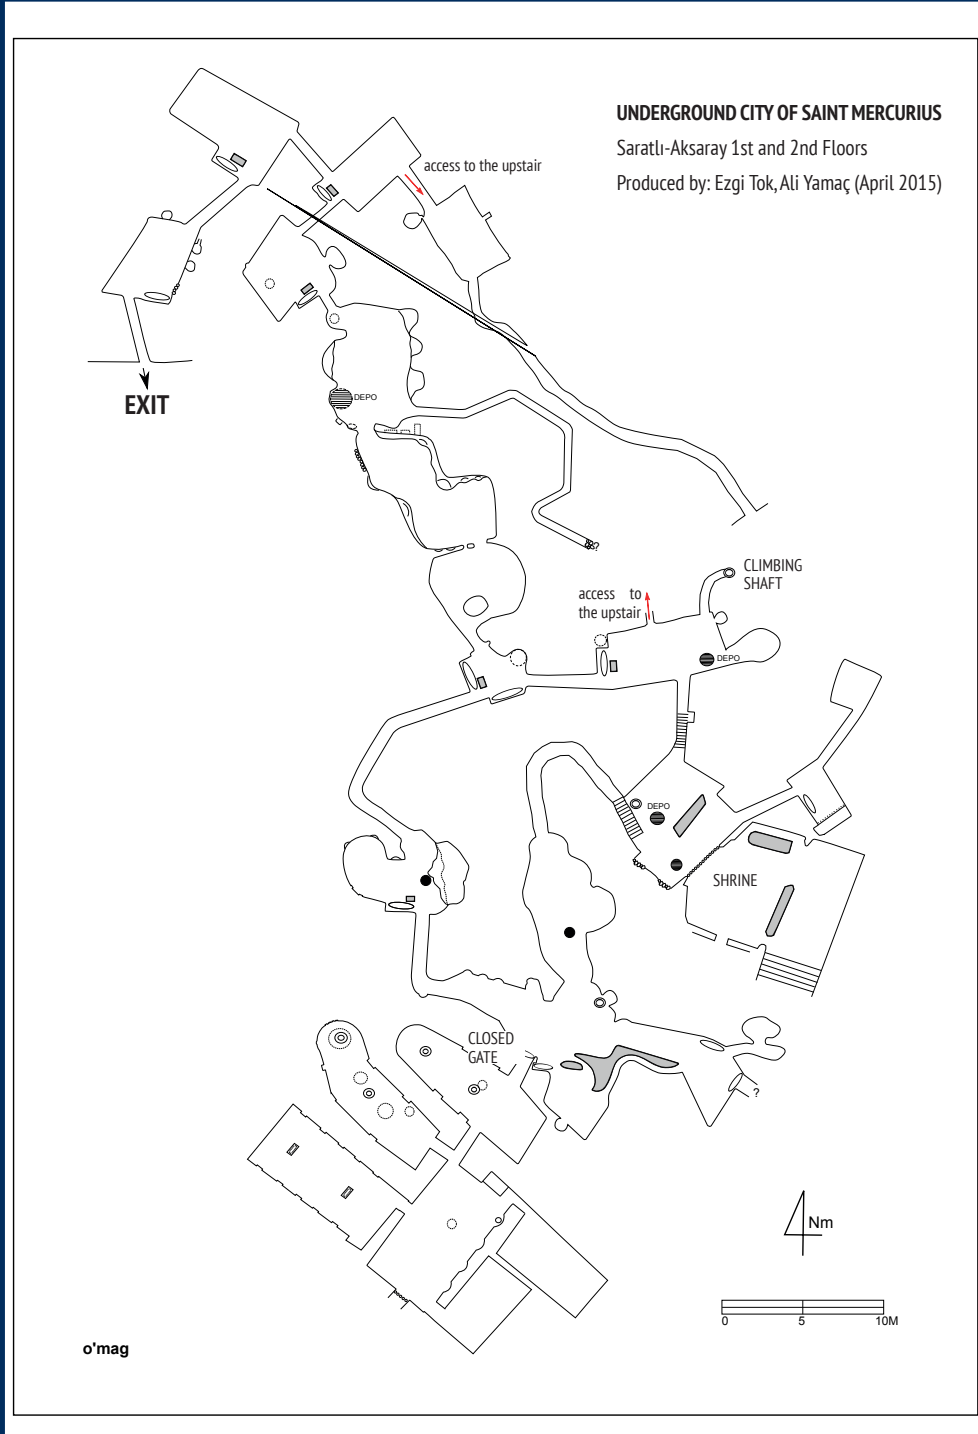 UNDERGROUND CITY OF SAINT MERCURIUS
Saratlı-Aksaray 1st and 2nd Floors
Produced by: Ezgi Tok, Ali Yamaç (April 2015)
access to the upstair
EXIT
DEPO
CLIMBING
SHAFT
access to
the upstair
DEPO
DEPO
SHRINE
CLOSED
GATE
?
Nm
0 5 10M
o'mag